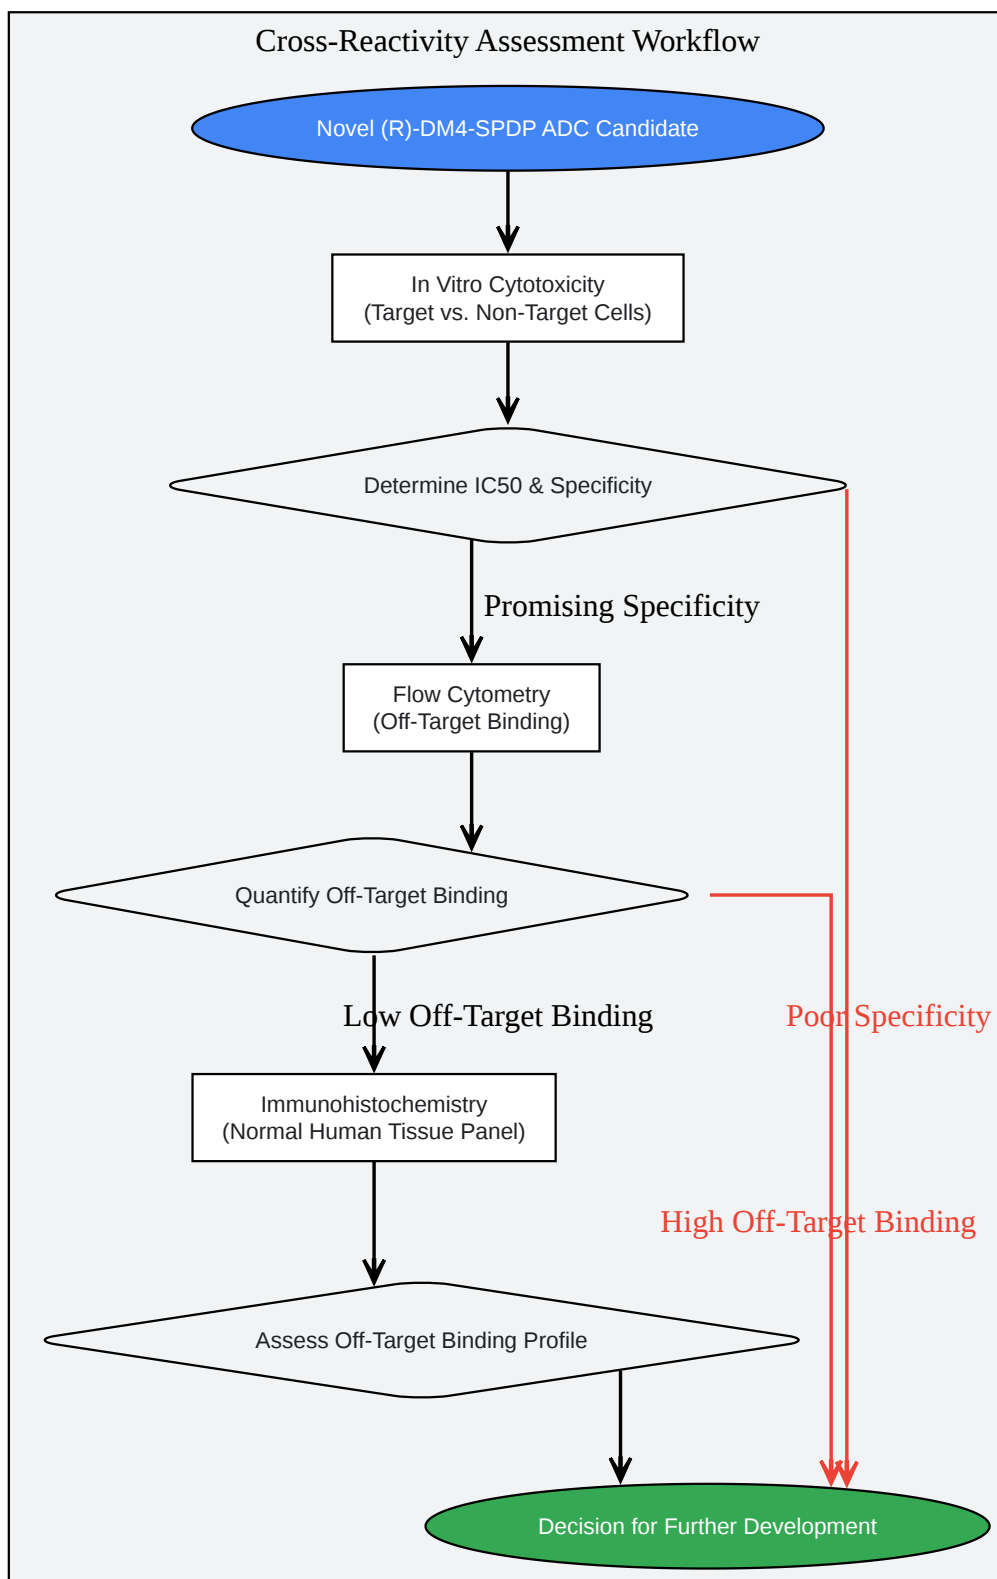 Cross-Reactivity Assessment Workflow
Novel (R)-DM4-SPDP ADC Candidate
In Vitro Cytotoxicity
(Target vs. Non-Target Cells)
Determine IC50 & Specificity
Promising Specificity
Flow Cytometry
(Off-Target Binding)
Quantify Off-Target Binding
Low Off-Target Binding
Poor Specificity
Immunohistochemistry
(Normal Human Tissue Panel)
High Off-Target Binding
Assess Off-Target Binding Profile
Decision for Further Development